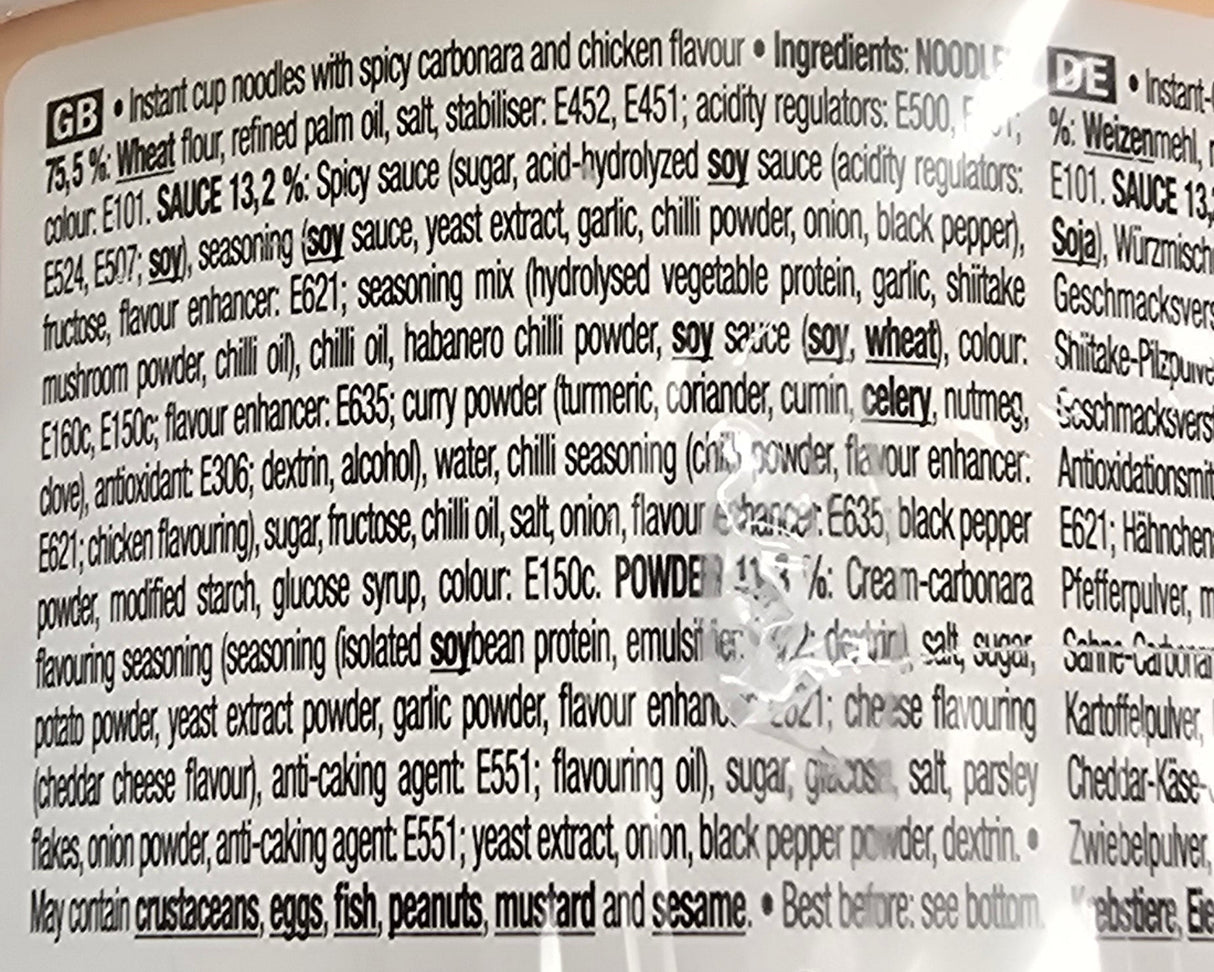 GB • Instant cup noodles with spicy carbonara and chicken flavour • Ingredients:
75,5 %: Wheat flour, refined palm oil, salt, stabiliser: E452, E451; acidity regulators: E500,
colour: E101. SAUCE 13,2 %: Spicy sauce (sugar, acid-hydrolyzed soy sauce (acidity regulators:
E524, E507; soy), seasoning (soy sauce, yeast extract, garlic, chilli powder, onion, black pepper),
fructose, flavour enhancer: E621; seasoning mix (hydrolysed vegetable protein, garlic, shiitake
mushroom powder, chilli oil), chilli oil, habanero chilli powder, soy sauce (soy, wheat), colour:
E160c, E150c; flavour enhancer: E635; curry powder (turmeric, coriander, cumin, celery, nutmeg,
clove), antioxidant: E306; dextrin, alcohol), water, chilli seasoning (chilli powder, flavour enhancer:
E621; chicken flavouring), sugar, fructose, chilli oil, salt, onion, flavour enhancer: E635, black pepper
powder, modified starch, glucose syrup, colour: E150c. POWDER %: Cream-carbonara
flavouring seasoning (seasoning (isolated soybean protein, emulsifier: dextrin), salt, sugar,
potato powder, yeast extract powder, garlic powder, flavour enhancer E621; cheese flavouring
(cheddar cheese flavour), anti-caking agent: E551; flavouring oil), sugar, glucose, salt, parsley
flakes, onion powder, anti-caking agent: E551; yeast extract, onion, black pepper powder, dextrin. •
May contain crustaceans, eggs, fish, peanuts, mustard and sesame. • Best before: see bottom.
DE • Instant-
%: Weizenmehl,
E101. SAUCE 13,
Soja), Würzmisch
Geschmacksvers
Shiitake-Pilzpulve
Geschmacksverst
Antioxidationsmit
E621; Hähnchen
Pfefferpulver, m
Sahne-Carbonar
Kartoffelpulver,
Cheddar-Käse-
Zwiebelpulver,
Krebstiere, Eie